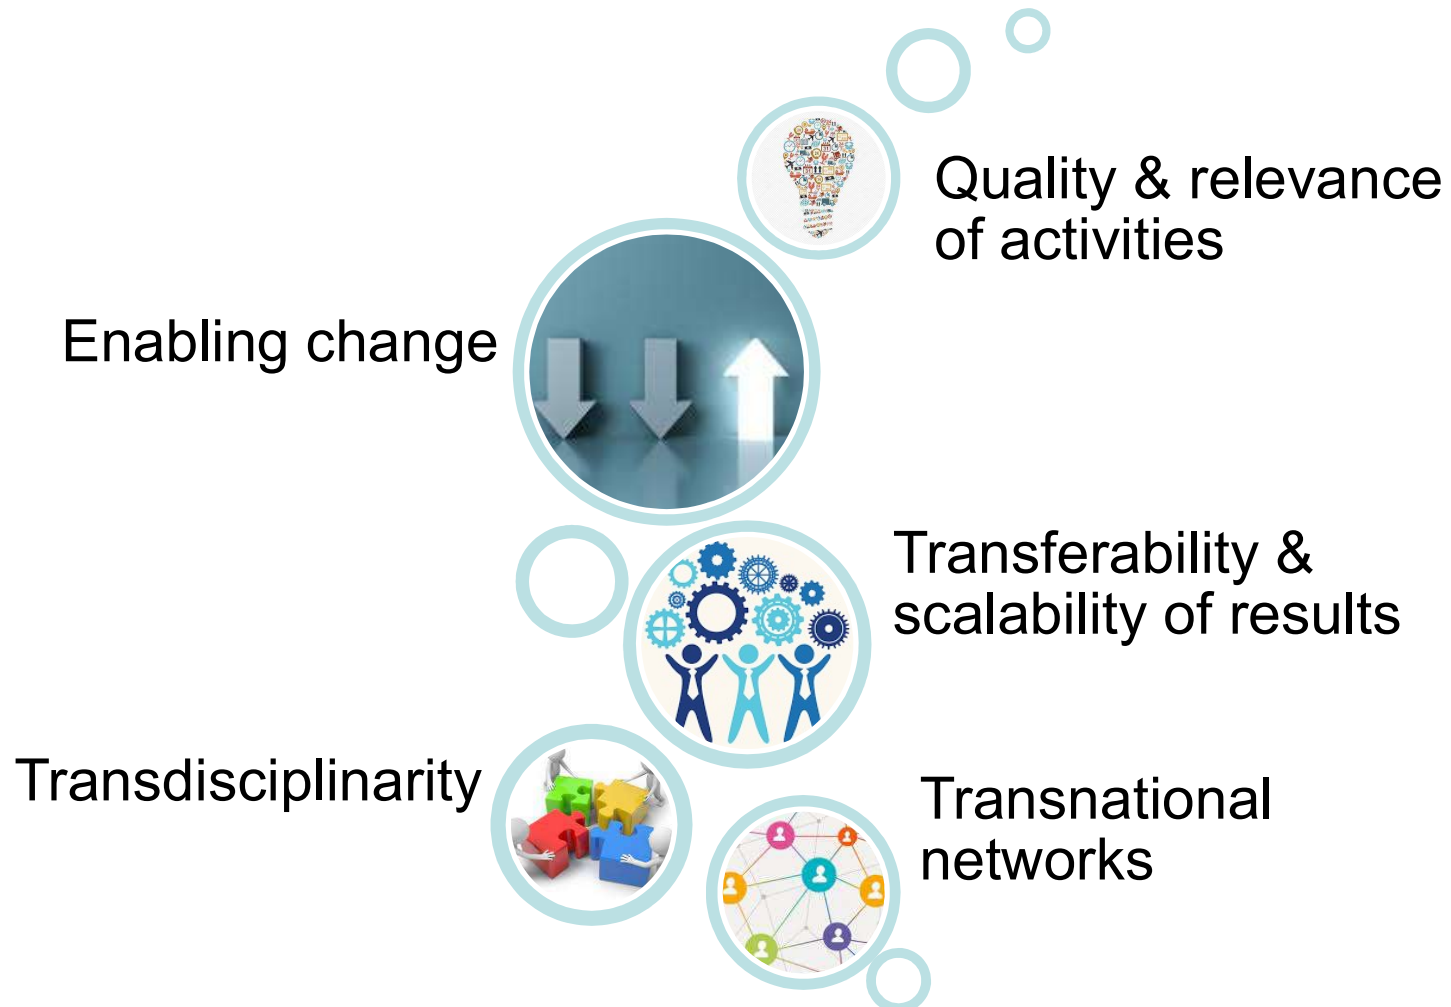 Quality & relevance
of activities
Enabling change
Transferability &
scalability of results
Transdisciplinarity
Transnational
networks